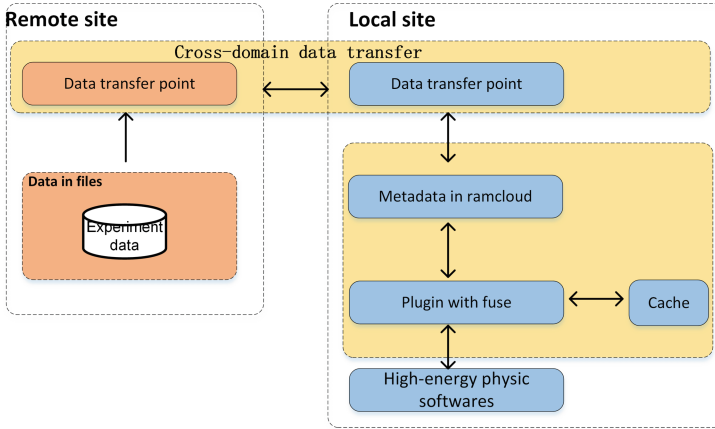 Remote site
Local site
Cross-domain data transfer
Data transfer point
Data transfer point
Data in files
Experiment
data
Metadata in ramcloud
Plugin with fuse
Cache
High-energy physic
softwares